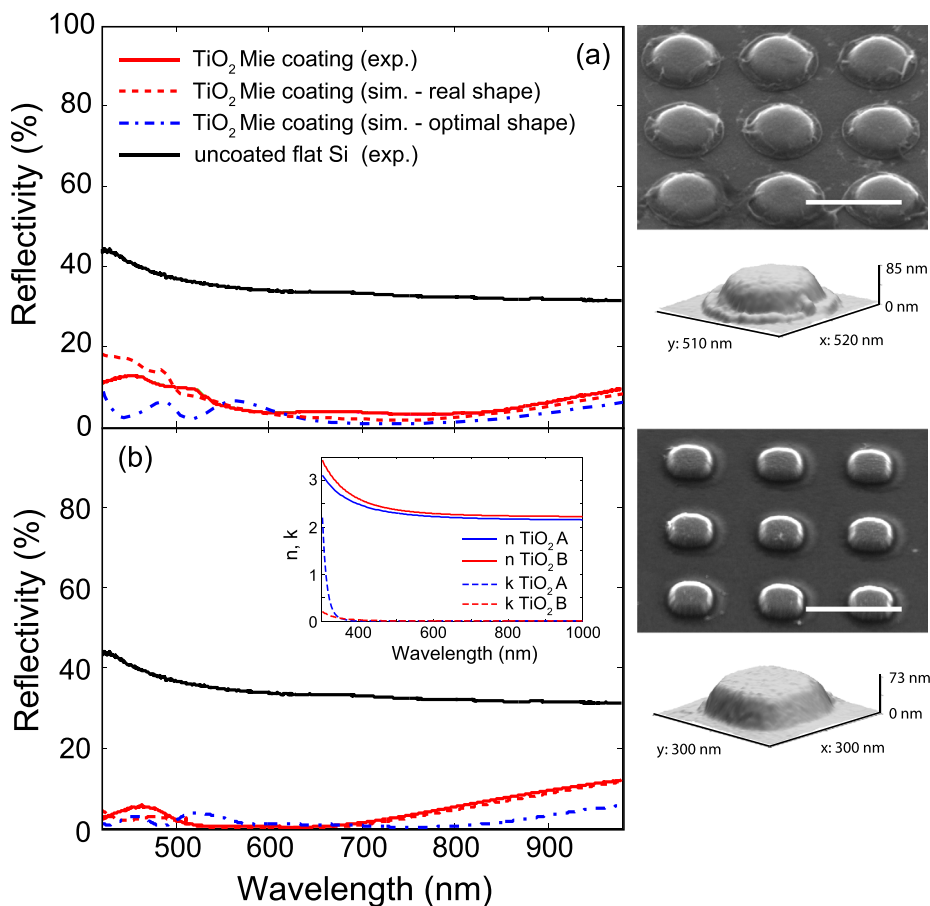 100
80
60
40
20
0
Reflectivity (%)
(a)
TiO2 Mie coating (exp.)
TiO2 Mie coating (sim. - real shape)
TiO2 Mie coating (sim. - optimal shape)
uncoated flat Si (exp.)
85 nm
0 nm
y: 510 nm
x: 520 nm
(b)
80
60
40
20
0
Reflectivity (%)
3
2
1
0
n, k
n TiO2 A
n TiO2 B
k TiO2 A
k TiO2 B
400 600 800 1000
Wavelength (nm)
73 nm
0 nm
y: 300 nm
x: 300 nm
500 600 700 800 900
Wavelength (nm)